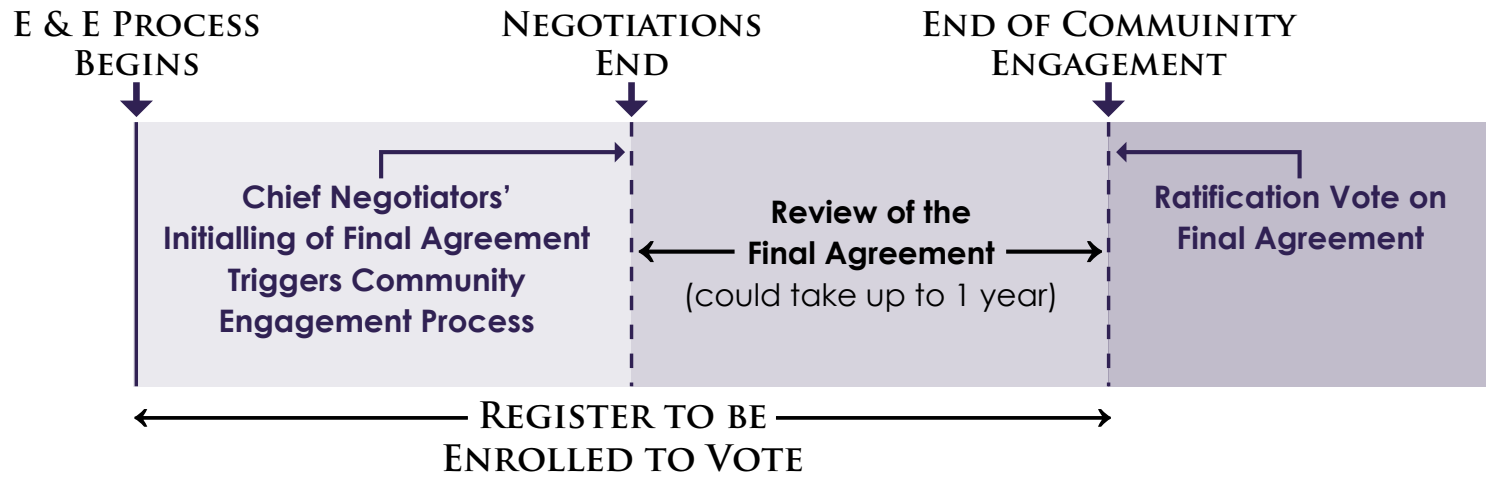 E & E Process
Begins
Negotiations
End
End of Commuinity
Engagement
Chief Negotiators’
Initialling of Final Agreement
Triggers Community
Engagement Process
Review of the
Final Agreement
(could take up to 1 year)
Ratification Vote on
Final Agreement
Register to be
Enrolled to Vote